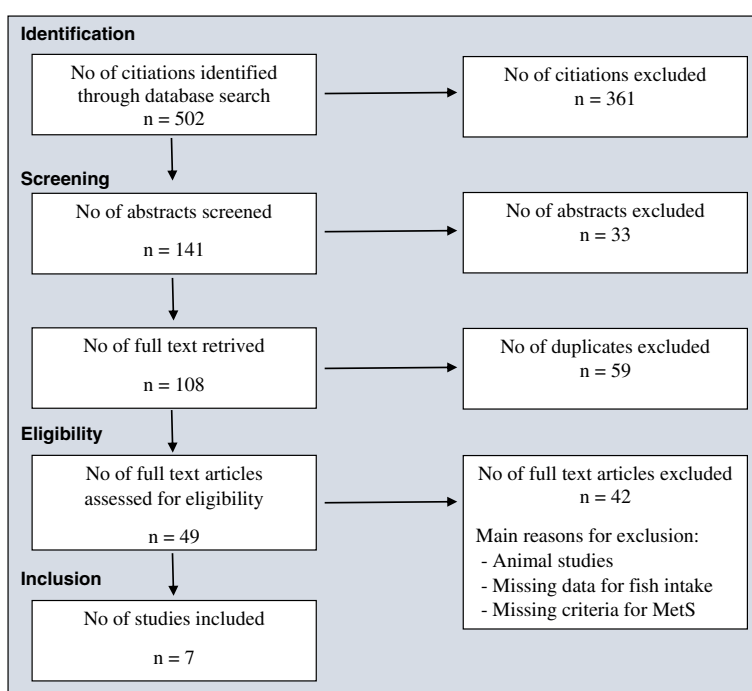 Identification
No of citiations identified
through database search
n = 502
No of citiations excluded
n = 361
Screening
No of abstracts screened
n = 141
No of abstracts excluded
n = 33
No of full text retrived
n = 108
No of duplicates excluded
n = 59
Eligibility
No of full text articles
assessed for eligibility
n = 49
No of full text articles excluded
n = 42
Main reasons for exclusion:
- Animal studies
- Missing data for fish intake
- Missing criteria for MetS
Inclusion
No of studies included
n = 7